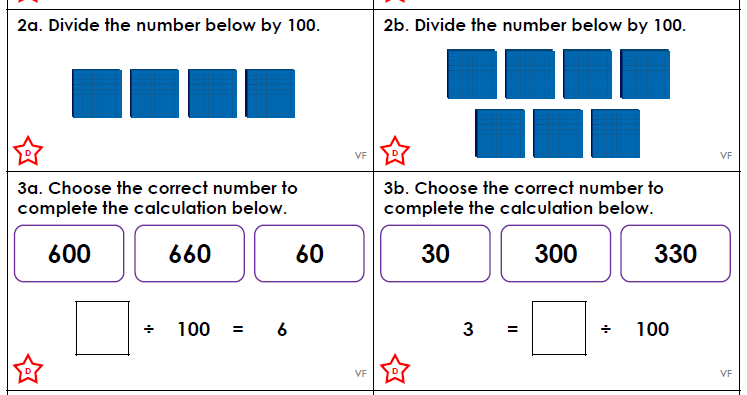 2a. Divide the number below by 100.
D
VF
2b. Divide the number below by 100.
D
VF
3a. Choose the correct number to
complete the calculation below.
600 660 60
÷ 100 = 6
D
VF
3b. Choose the correct number to
complete the calculation below.
30 300 330
3 = ÷ 100
D
VF